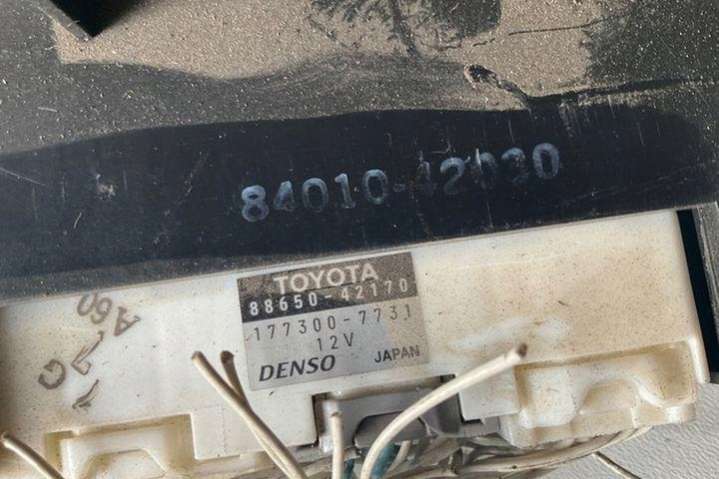 84010-42030
TOYOTA
88650-42170
177300-7731
12V
DENSO JAPAN
A60